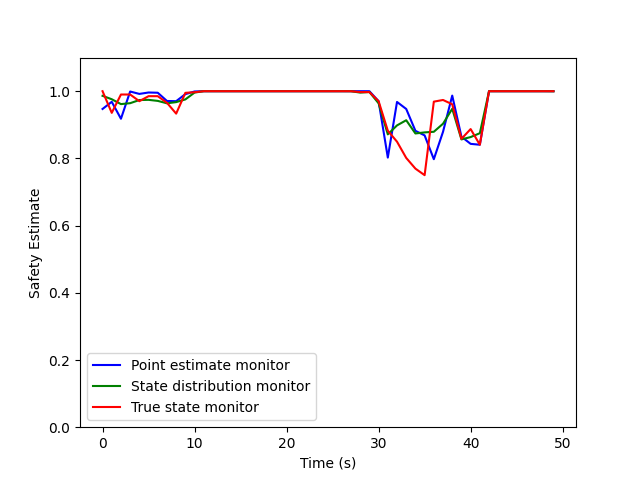 1.0
0.8
0.6
0.4
0.2
0.0
Safety Estimate
Point estimate monitor
State distribution monitor
True state monitor
0 10 20 30 40 50
Time (s)